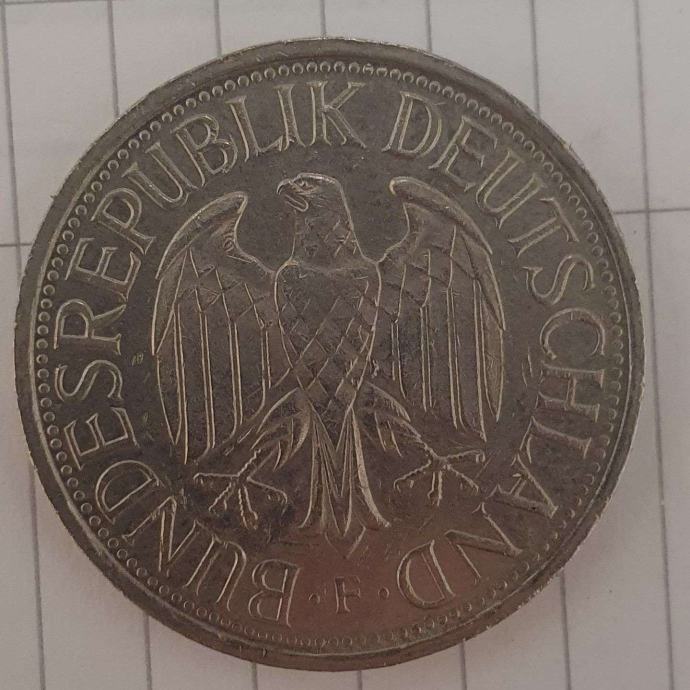 BUNDESREPUBLIK DEUTSCHLAND
· F ·